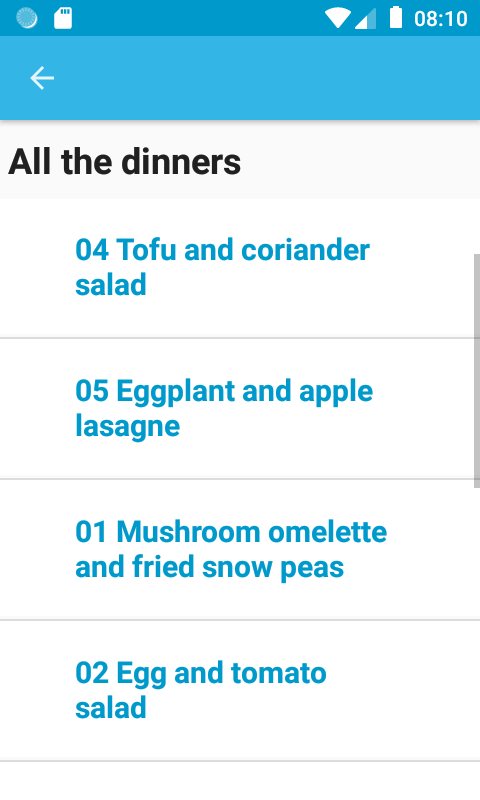 08:10
All the dinners
04 Tofu and coriander
salad
05 Eggplant and apple
lasagne
01 Mushroom omelette
and fried snow peas
02 Egg and tomato
salad